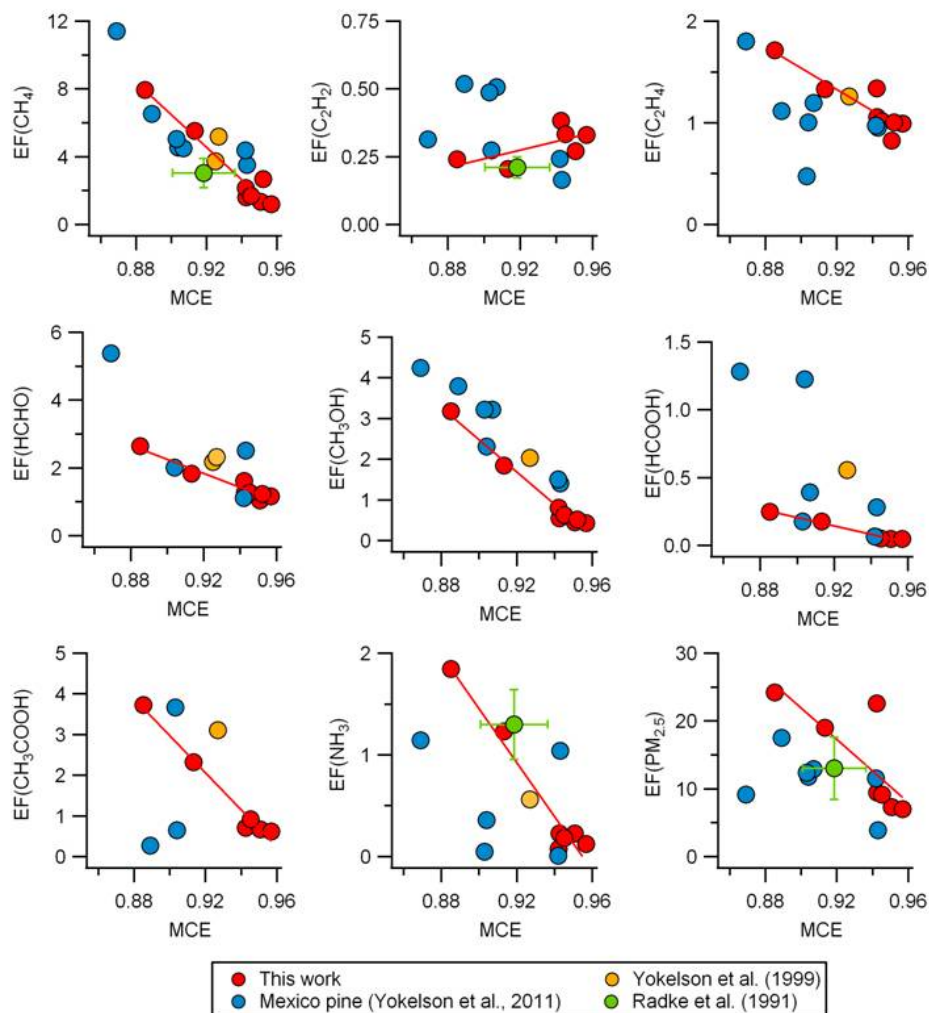 12
8
4
0
EF(CH4)
0.88 0.92 0.96
MCE
0.75
0.50
0.25
0.00
EF(C2H2)
0.88 0.92 0.96
MCE
2
1
0
EF(C2H4)
0.88 0.92 0.96
MCE
6
4
2
0
EF(HCHO)
0.88 0.92 0.96
MCE
5
4
3
2
1
0
EF(CH3OH)
0.88 0.92 0.96
MCE
1.5
1.0
0.5
0.0
EF(HCOOH)
0.88 0.92 0.96
MCE
5
4
3
2
1
0
EF(CH3COOH)
0.88 0.92 0.96
MCE
2
1
0
EF(NH3)
0.88 0.92 0.96
MCE
30
20
10
0
EF(PM2.5)
0.88 0.92 0.96
MCE
This work
Mexico pine (Yokelson et al., 2011)
Yokelson et al. (1999)
Radke et al. (1991)